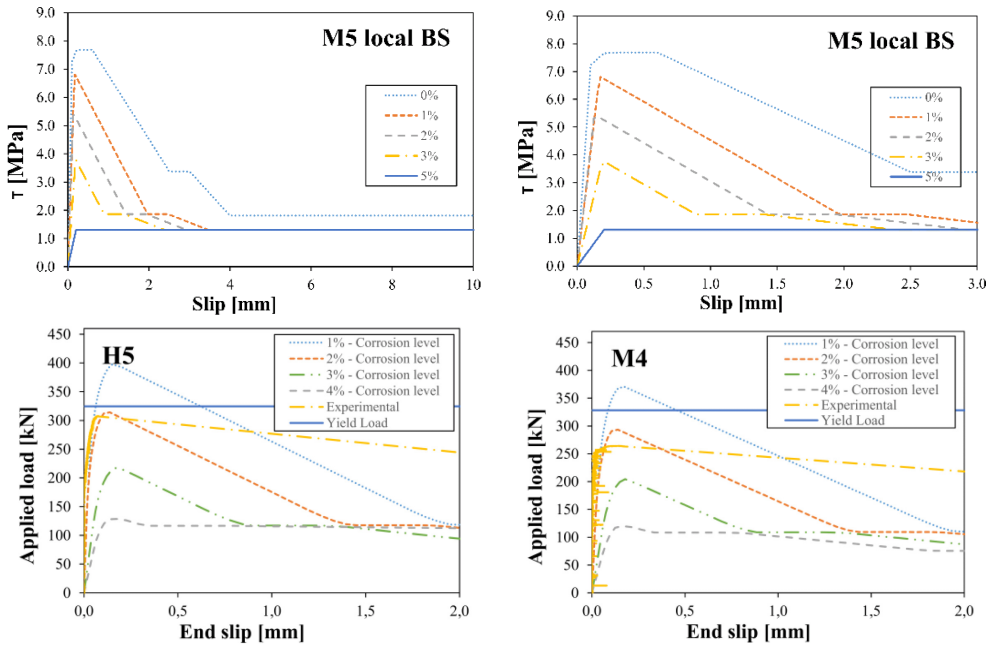 M5 local BS
τ [MPa]
9.0
8.0
7.0
6.0
5.0
4.0
3.0
2.0
1.0
0.0
0%
1%
2%
3%
5%
0 2 4 6 8 10
Slip [mm]
M5 local BS
τ [MPa]
9.0
8.0
7.0
6.0
5.0
4.0
3.0
2.0
1.0
0.0
0%
1%
2%
3%
5%
0.0 0.5 1.0 1.5 2.0 2.5 3.0
Slip [mm]
H5
Applied load [kN]
450
400
350
300
250
200
150
100
50
0
1% - Corrosion level
2% - Corrosion level
3% - Corrosion level
4% - Corrosion level
Experimental
Yield Load
0,0 0,5 1,0 1,5 2,0
End slip [mm]
M4
Applied load [kN]
450
400
350
300
250
200
150
100
50
0
1% - Corrosion level
2% - Corrosion level
3% - Corrosion level
4% - Corrosion level
Experimental
Yield Load
0,0 0,5 1,0 1,5 2,0
End slip [mm]